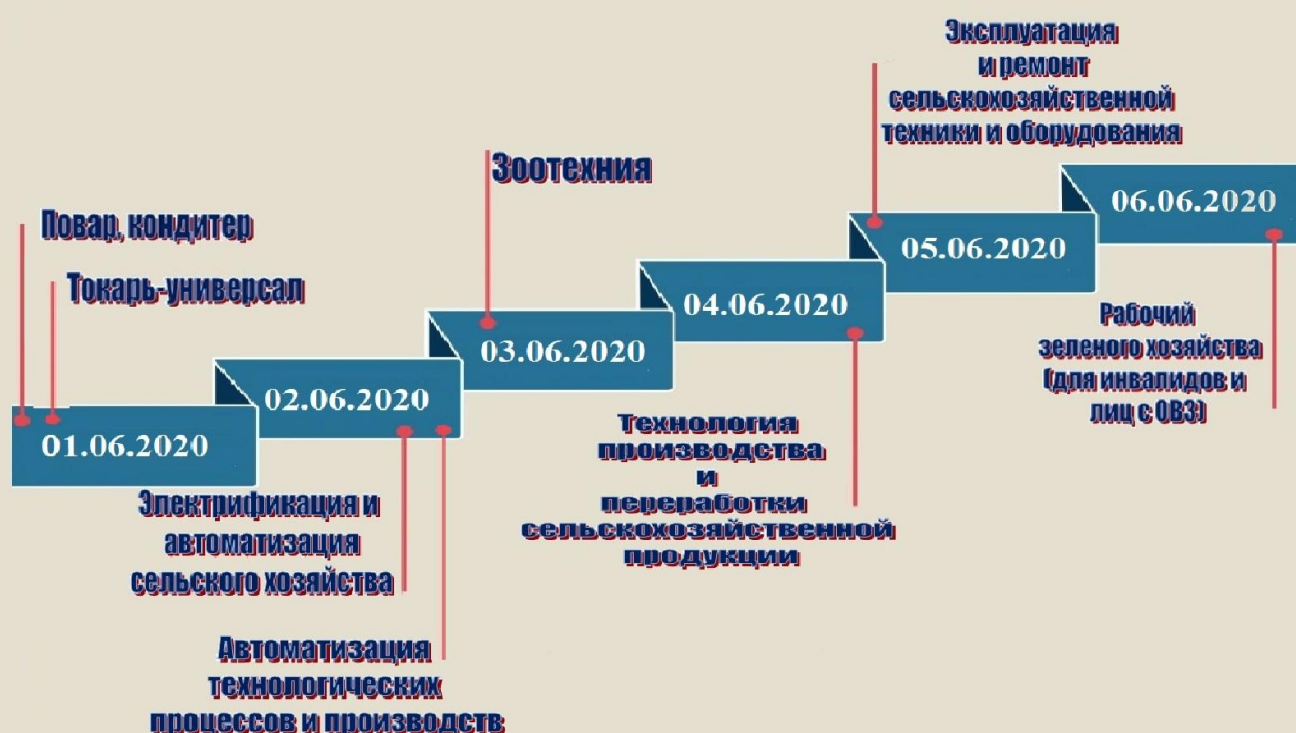 Повар, кондитер
Токарь-универсал
01.06.2020
02.06.2020
Электрификация и
автоматизация
сельского хозяйства
Автоматизация
технологических
процессов и производств
Зоотехния
03.06.2020
04.06.2020
Технология
производства
и
переработки
сельскохозяйственной
продукции
Эксплуатация
и ремонт
сельскохозяйственной
техники и оборудования
05.06.2020
06.06.2020
Рабочий
зеленого хозяйства
(для инвалидов и
лиц с ОВЗ)